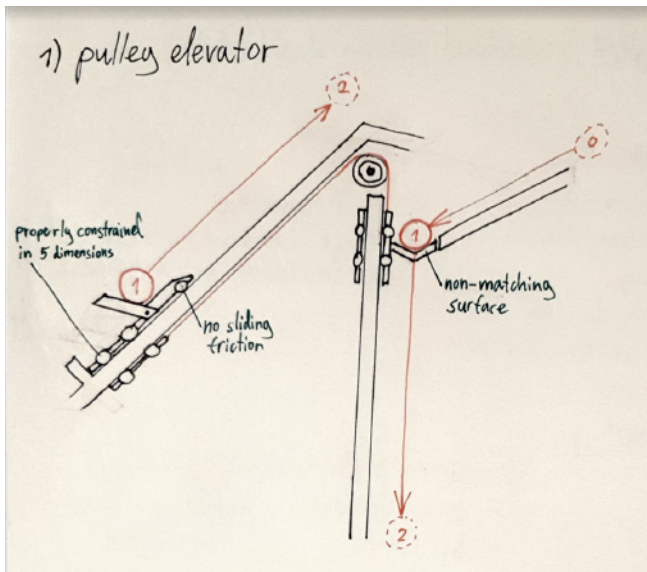 1) pulley elevator
2
0
properly constrained
in 5 dimensions
1
1
no sliding
friction
non-matching
surface
2